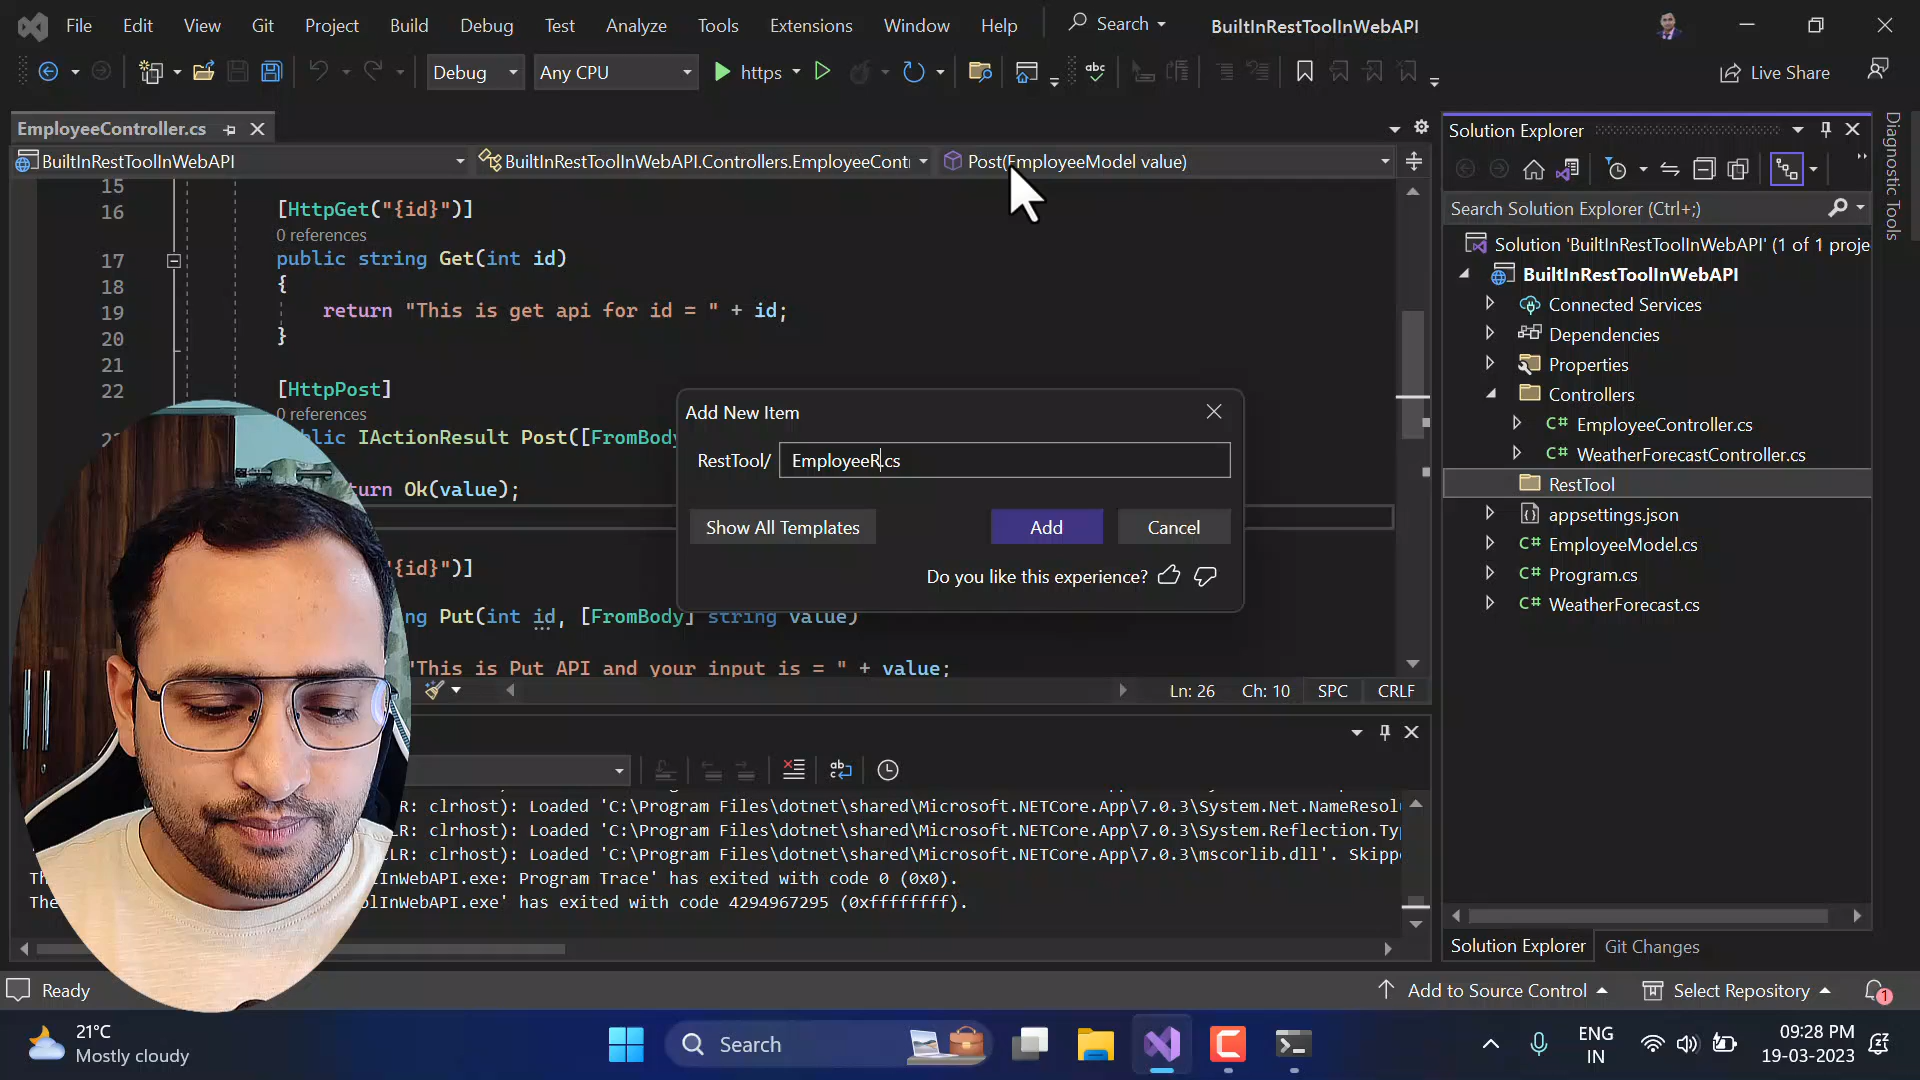 File Edit View Git Project Build Debug Test Analyze Tools Extensions Window Help Search BuiltInRestToolInWebAPI
Debug Any CPU https Live Share
EmployeeController.cs
BuiltInRestToolInWebAPI BuiltInRestToolInWebAPI.Controllers.EmployeeContr Post(EmployeeModel value)
15
16 [HttpGet("{id}")]
0 references
17 public string Get(int id)
18 {
19 return "This is get api for id = " + id;
20 }
21
22 [HttpPost]
0 references
blic IActionResult Post([FromBody
turn Ok(value);
"{id}")]
ng Put(int id, [FromBody] string value)
"This is Put API and your input is = " + value;
Ln: 26 Ch: 10 SPC CRLF
Add New Item
RestTool/ EmployeeR.cs
Show All Templates Add Cancel
Do you like this experience?
R: clrhost): Loaded 'C:\Program Files\dotnet\shared\Microsoft.NETCore.App\7.0.3\System.Net.NameResol
LR: clrhost): Loaded 'C:\Program Files\dotnet\shared\Microsoft.NETCore.App\7.0.3\System.Reflection.Ty
LR: clrhost): Loaded 'C:\Program Files\dotnet\shared\Microsoft.NETCore.App\7.0.3\mscorlib.dll'. Skippe
Th lInWebAPI.exe: Program Trace' has exited with code 0 (0x0).
The olInWebAPI.exe' has exited with code 4294967295 (0xffffffff).
Solution Explorer
Search Solution Explorer (Ctrl+;)
Solution 'BuiltInRestToolInWebAPI' (1 of 1 proje
BuiltInRestToolInWebAPI
Connected Services
Dependencies
Properties
Controllers
EmployeeController.cs
WeatherForecastController.cs
RestTool
appsettings.json
EmployeeModel.cs
Program.cs
WeatherForecast.cs
Solution Explorer Git Changes
Diagnostic Tools
Ready Add to Source Control Select Repository 1
21°C
Mostly cloudy
Search
ENG
IN
09:28 PM
19-03-2023